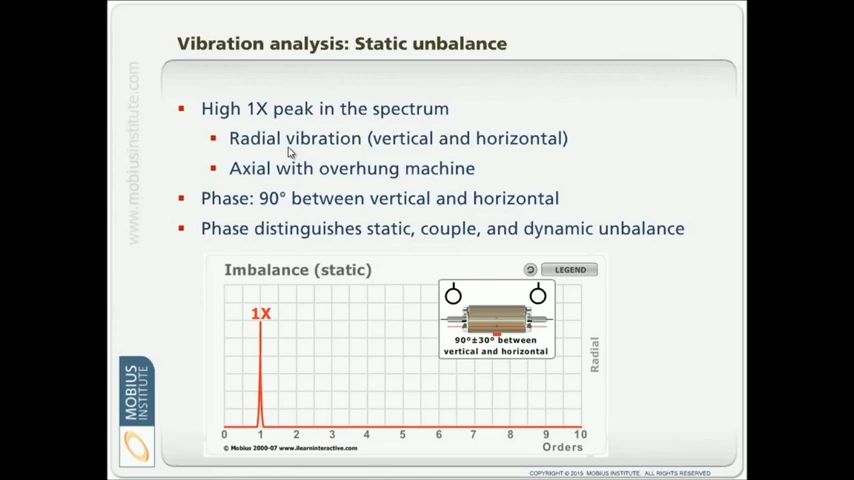 Vibration analysis: Static unbalance
www.mobiusinstitute.com
High 1X peak in the spectrum
Radial vibration (vertical and horizontal)
Axial with overhung machine
Phase: 90° between vertical and horizontal
Phase distinguishes static, couple, and dynamic unbalance
Imbalance (static)
LEGEND
1X
90º±30º between
vertical and horizontal
Radial
0 1 2 3 4 5 6 7 8 9 10
Orders
© Mobius 2000-07 www.ilearninteractive.com
MOBIUS
INSTITUTE
COPYRIGHT © 2015 MOBIUS INSTITUTE. ALL RIGHTS RESERVED